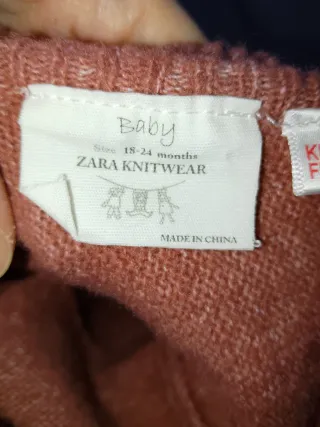 Baby
Size 18-24 months
ZARA KNITWEAR
MADE IN CHINA